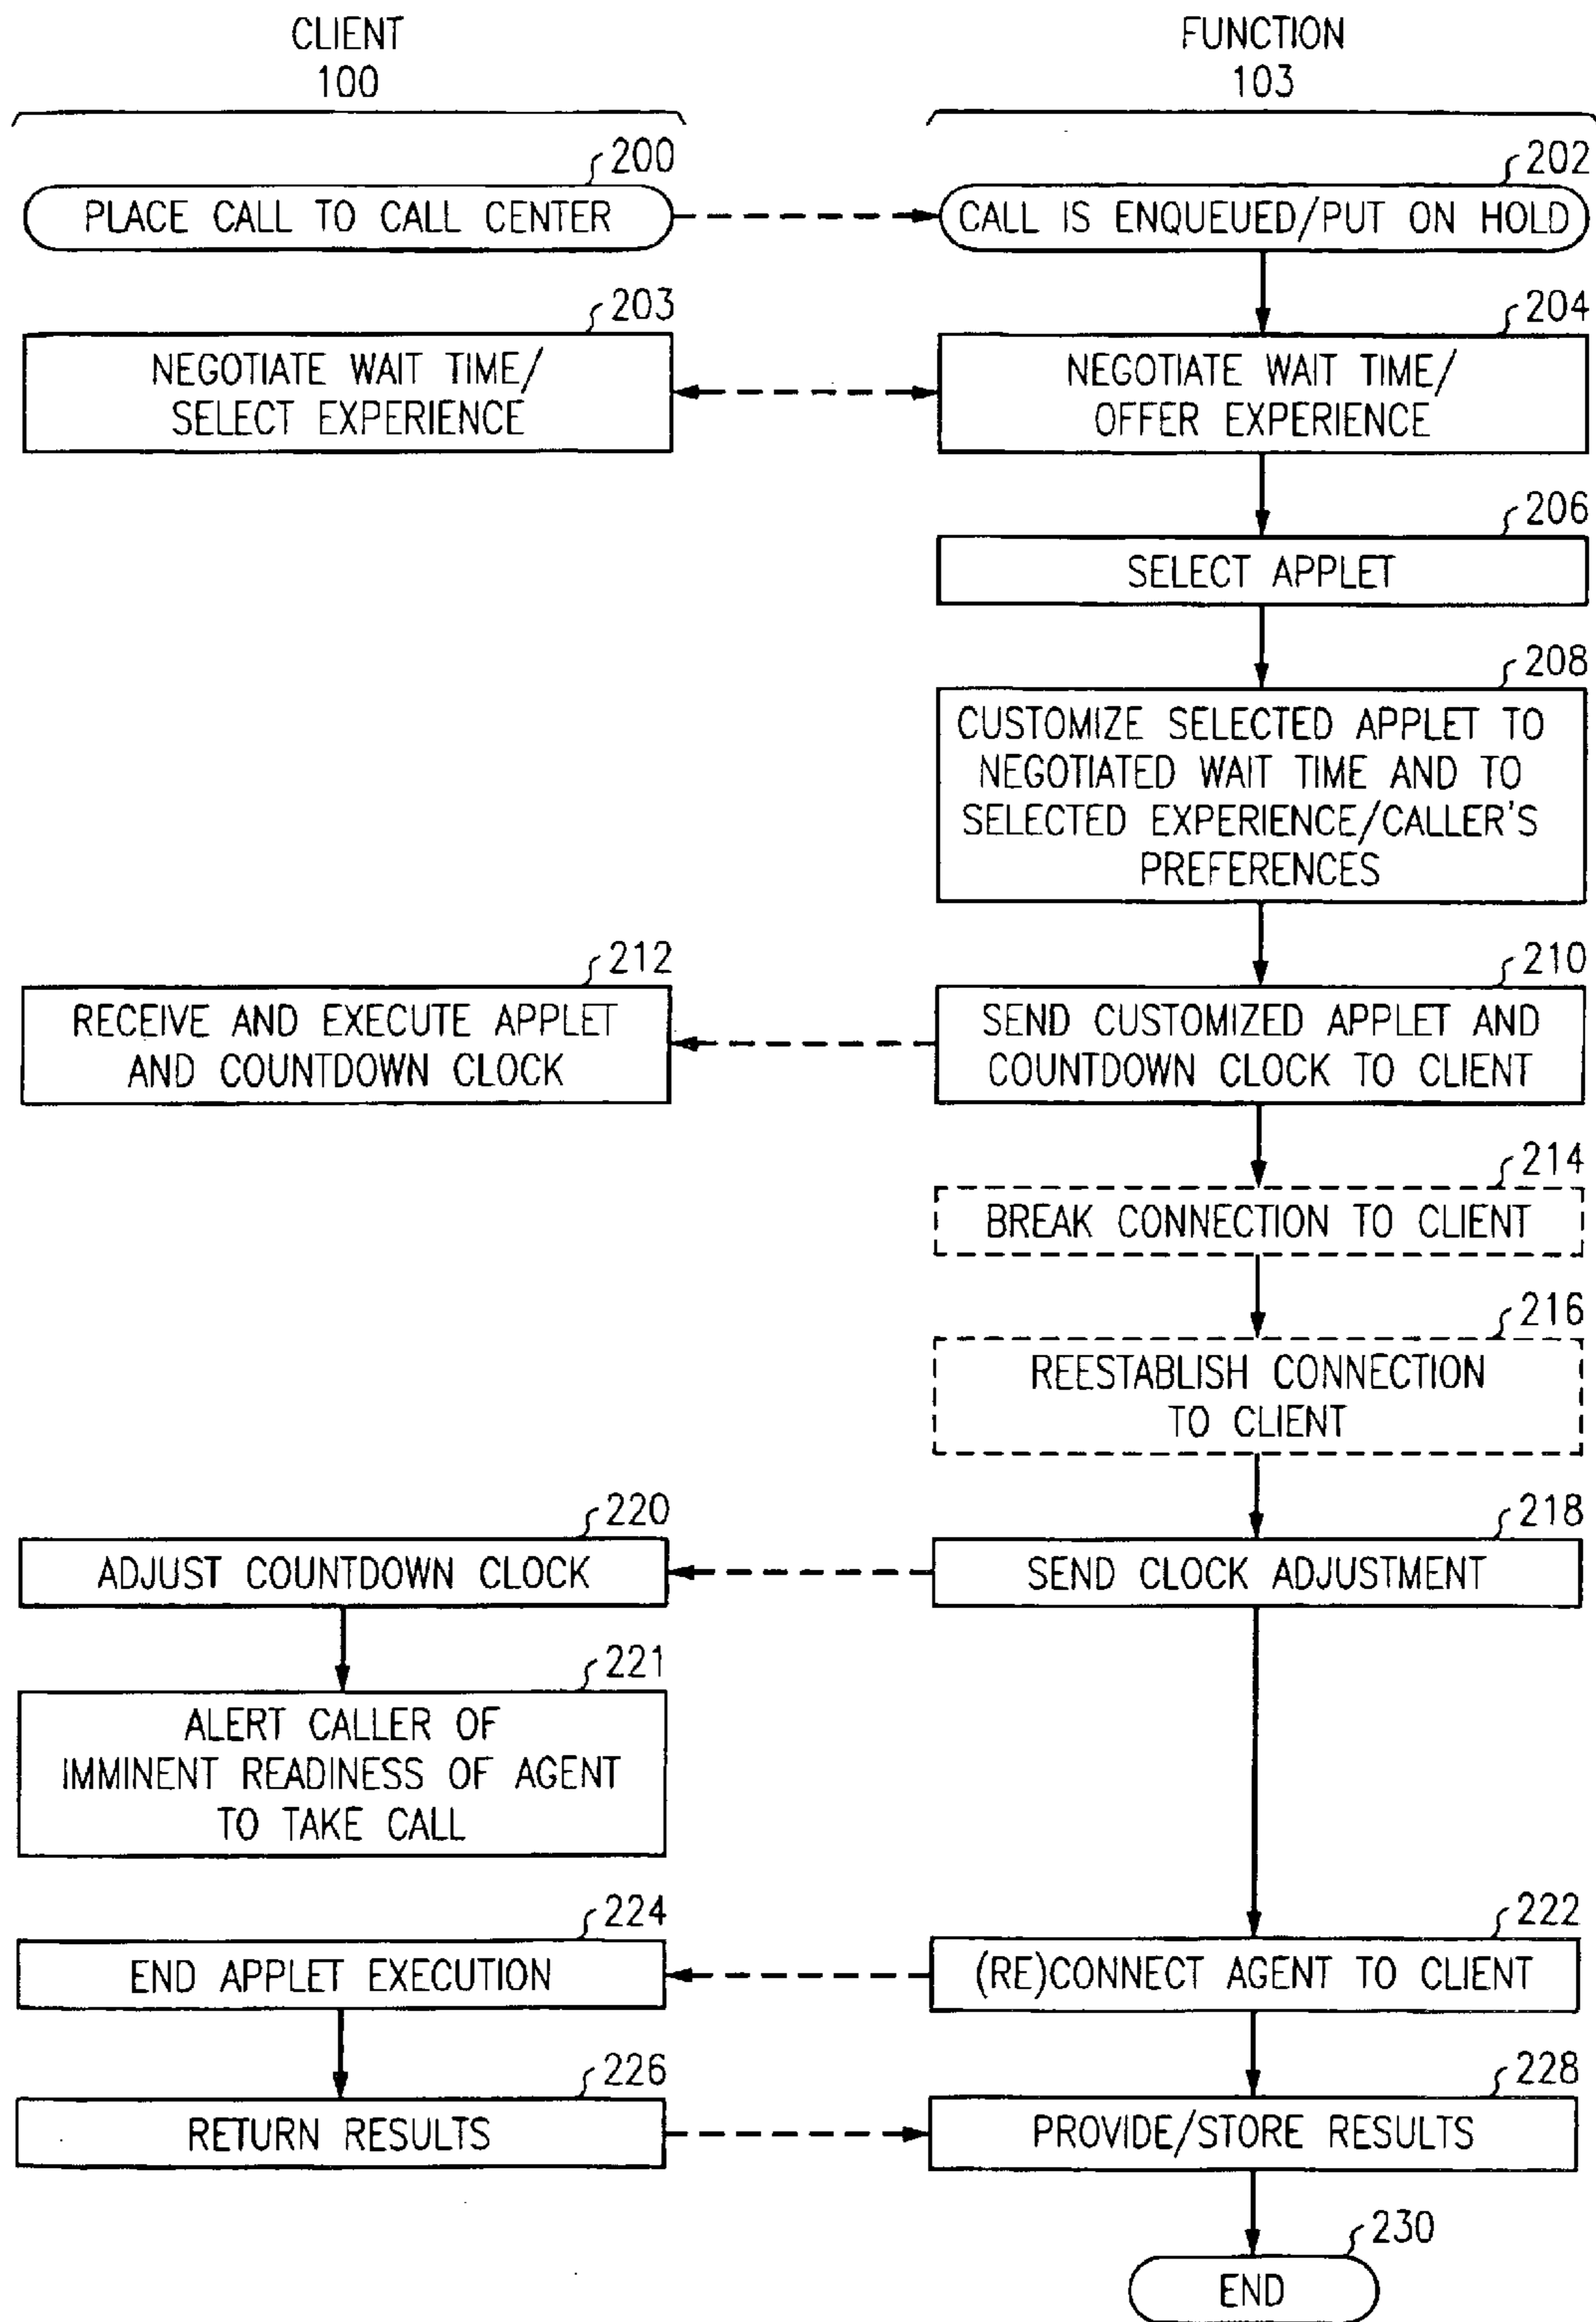 CLIENT
100
FUNCTION
103
200
PLACE CALL TO CALL CENTER
202
CALL IS ENQUEUED/PUT ON HOLD
203
NEGOTIATE WAIT TIME/
SELECT EXPERIENCE
204
NEGOTIATE WAIT TIME/
OFFER EXPERIENCE
206
SELECT APPLET
208
CUSTOMIZE SELECTED APPLET TO
NEGOTIATED WAIT TIME AND TO
SELECTED EXPERIENCE/CALLER'S
PREFERENCES
212
RECEIVE AND EXECUTE APPLET
AND COUNTDOWN CLOCK
210
SEND CUSTOMIZED APPLET AND
COUNTDOWN CLOCK TO CLIENT
214
BREAK CONNECTION TO CLIENT
216
REESTABLISH CONNECTION
TO CLIENT
220
ADJUST COUNTDOWN CLOCK
218
SEND CLOCK ADJUSTMENT
221
ALERT CALLER OF
IMMINENT READINESS OF AGENT
TO TAKE CALL
224
END APPLET EXECUTION
222
(RE)CONNECT AGENT TO CLIENT
226
RETURN RESULTS
228
PROVIDE/STORE RESULTS
230
END